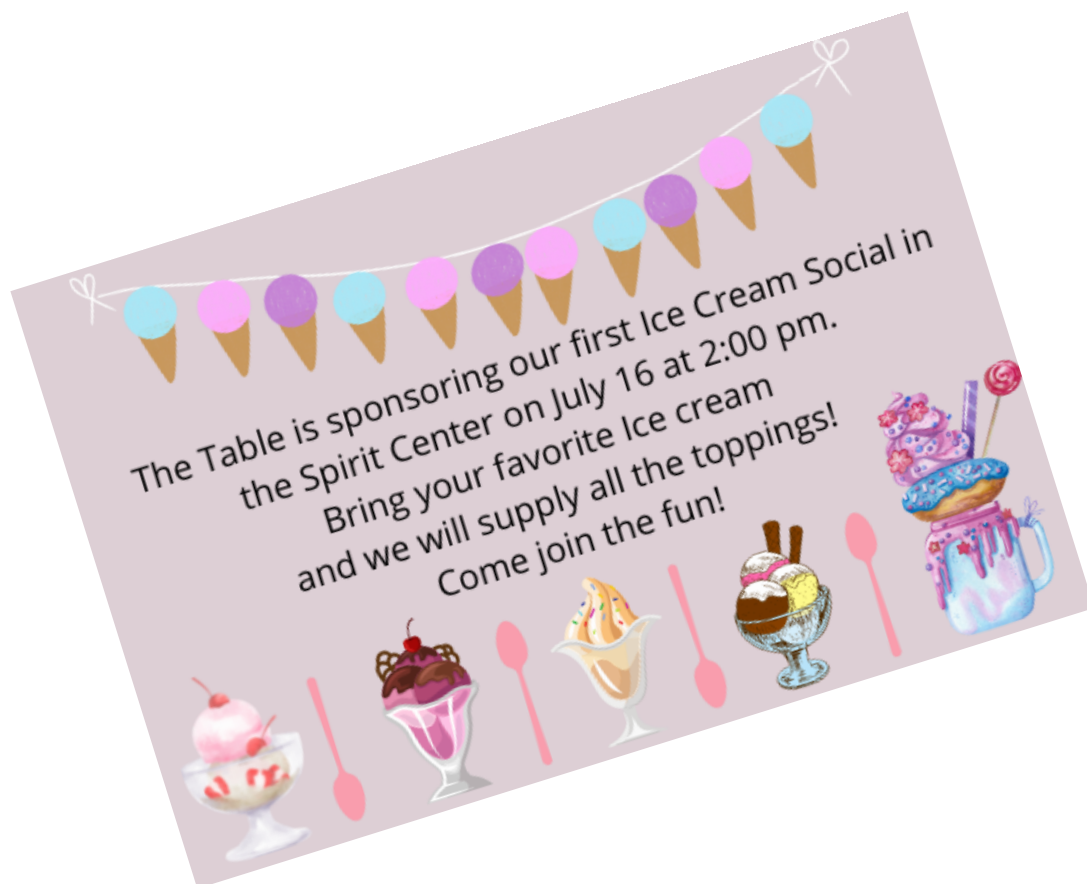 The Table is sponsoring our first Ice Cream Social in
the Spirit Center on July 16 at 2:00 pm.
Bring your favorite Ice cream
and we will supply all the toppings!
Come join the fun!